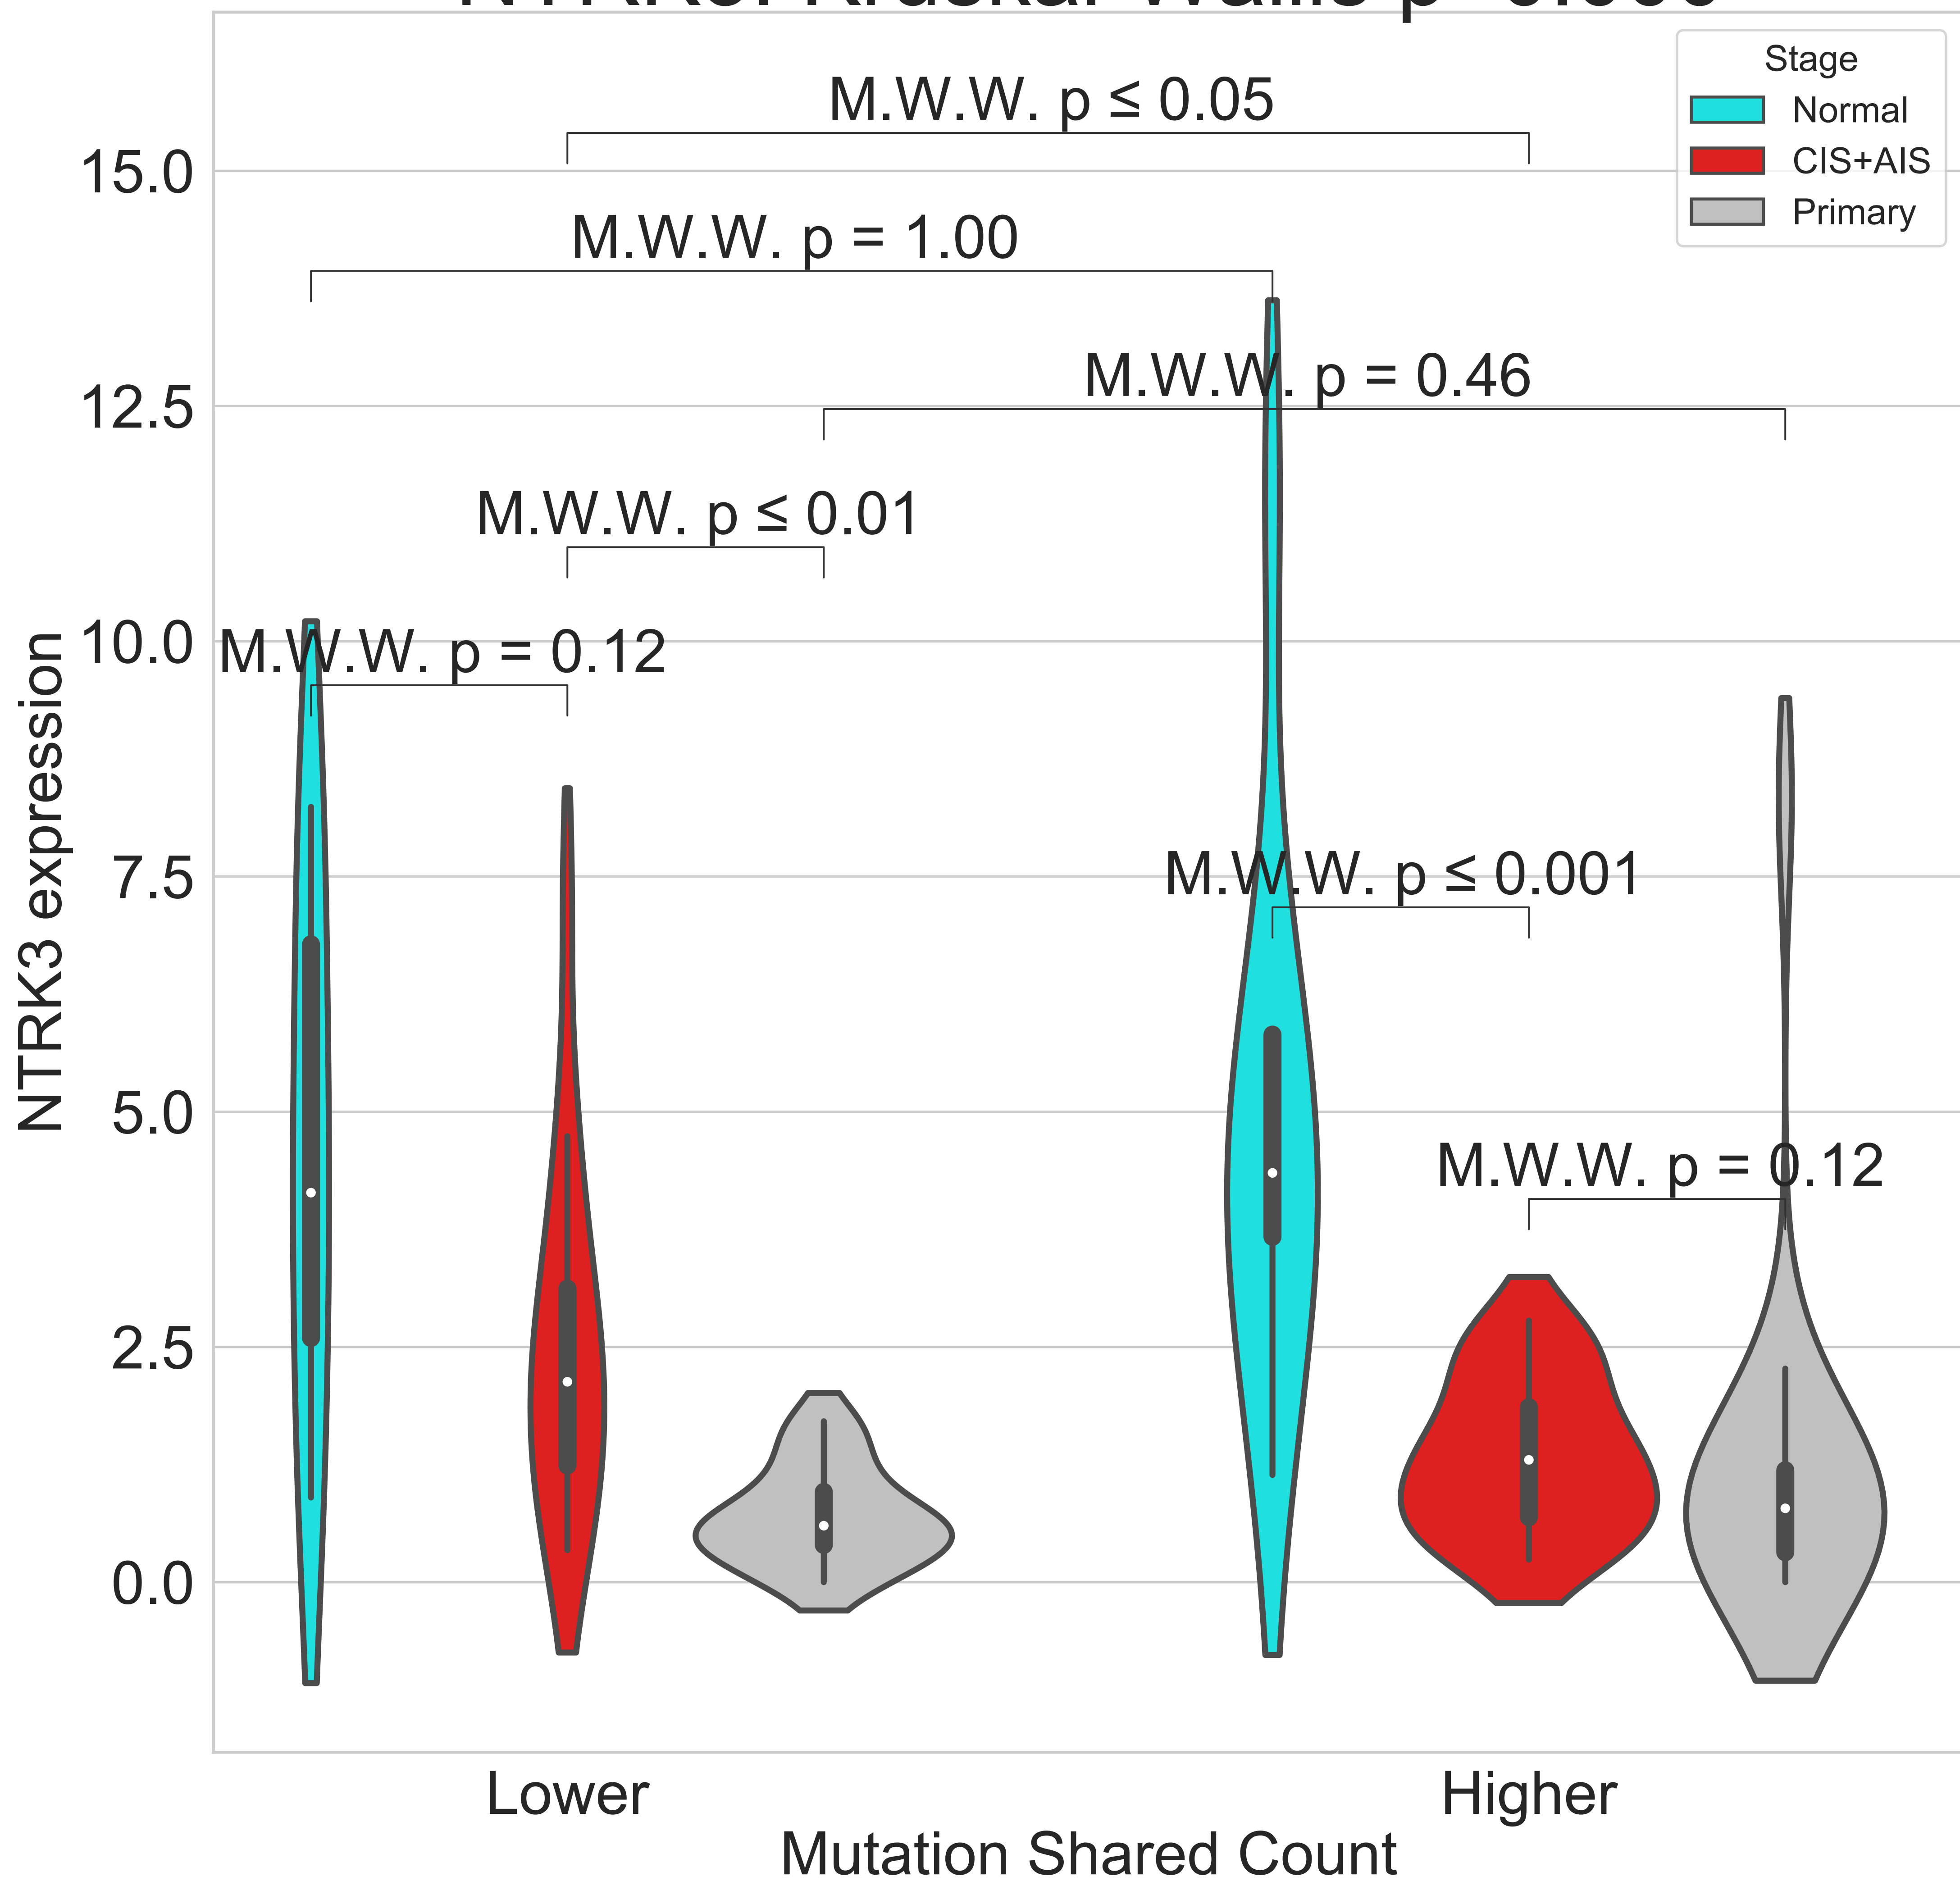 Stage
Normal
CIS+AIS
Primary
M.W.W. p ≤ 0.05
M.W.W. p = 1.00
M.W.W. p = 0.46
M.W.W. p ≤ 0.01
M.W.W. p = 0.12
M.W.W. p ≤ 0.001
M.W.W. p = 0.12
15.0
12.5
10.0
7.5
5.0
2.5
0.0
NTRK3 expression
Lower
Higher
Mutation Shared Count